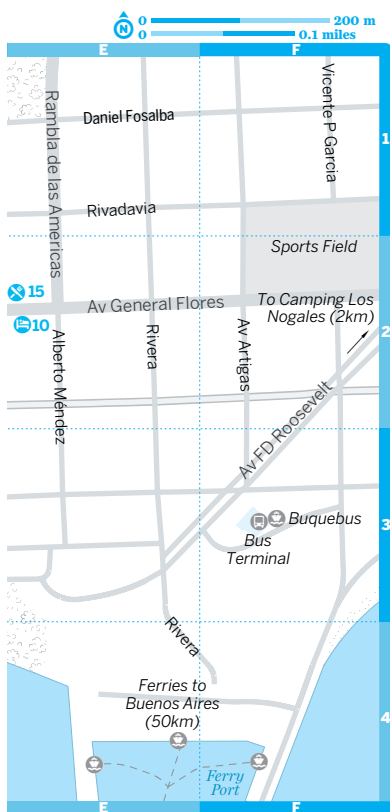 0 200 m
N
0 0.1 miles
E F
Vicente P Garcia
Daniel Fosalba
1
Rambla de las Americas
Rivadavia
Sports Field
15
Av General Flores
To Camping Los
Nogales (2km)
10
2
Alberto Méndez
Rivera
Av Artigas
Av FD Roosevelt
Buquebus
3
Bus
Terminal
Rivera
Ferries to
Buenos Aires
(50km)
4
Ferry
Port
E F